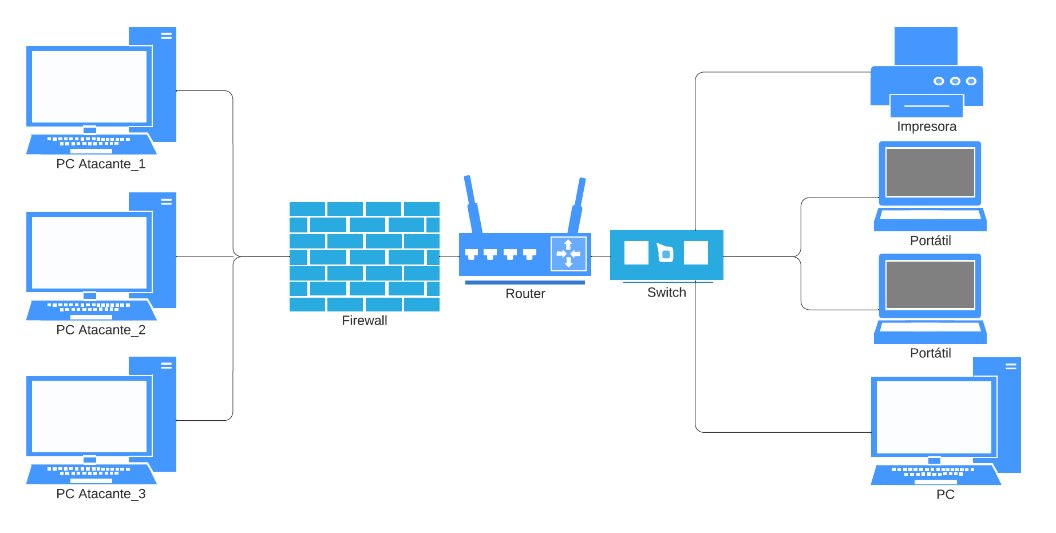 PC Atacante_1
PC Atacante_2
PC Atacante_3
Firewall
Router
Switch
Impresora
Portátil
Portátil
PC